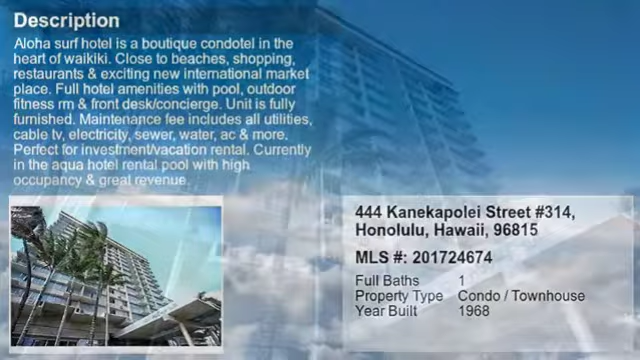 Description
Aloha surf hotel is a boutique condotel in the
heart of waikiki. Close to beaches, shopping,
restaurants & exciting new international market
place. Full hotel amenities with pool, outdoor
fitness rm & front desk/concierge. Unit is fully
furnished. Maintenance fee includes all utilities,
cable tv, electricity, sewer, water, ac & more.
Perfect for investment/vacation rental. Currently
in the aqua hotel rental pool with high
occupancy & great revenue.
444 Kanekapolei Street #314,
Honolulu, Hawaii, 96815
MLS #: 201724674
Full Baths 1
Property Type Condo / Townhouse
Year Built 1968